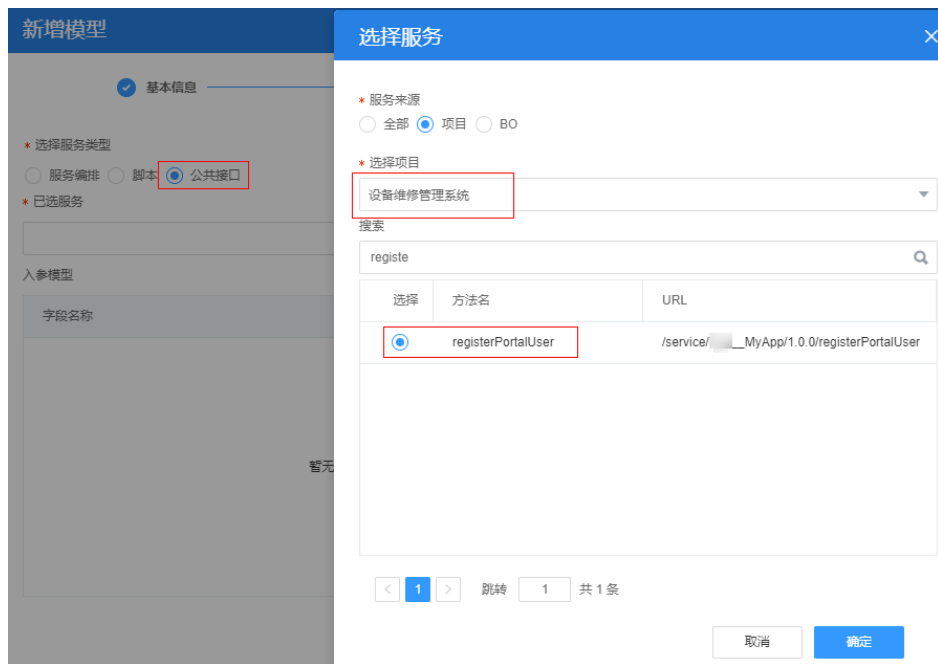 新增模型
基本信息
* 选择服务类型
服务编排 脚本 公共接口
* 已选服务
入参模型
字段名称
暂无
选择服务
* 服务来源
全部 项目 BO
* 选择项目
设备维修管理系统
搜索
registe
选择 方法名 URL
registerPortalUser /service/ __MyApp/1.0.0/registerPortalUser
1 跳转 1 共 1 条
取消 确定